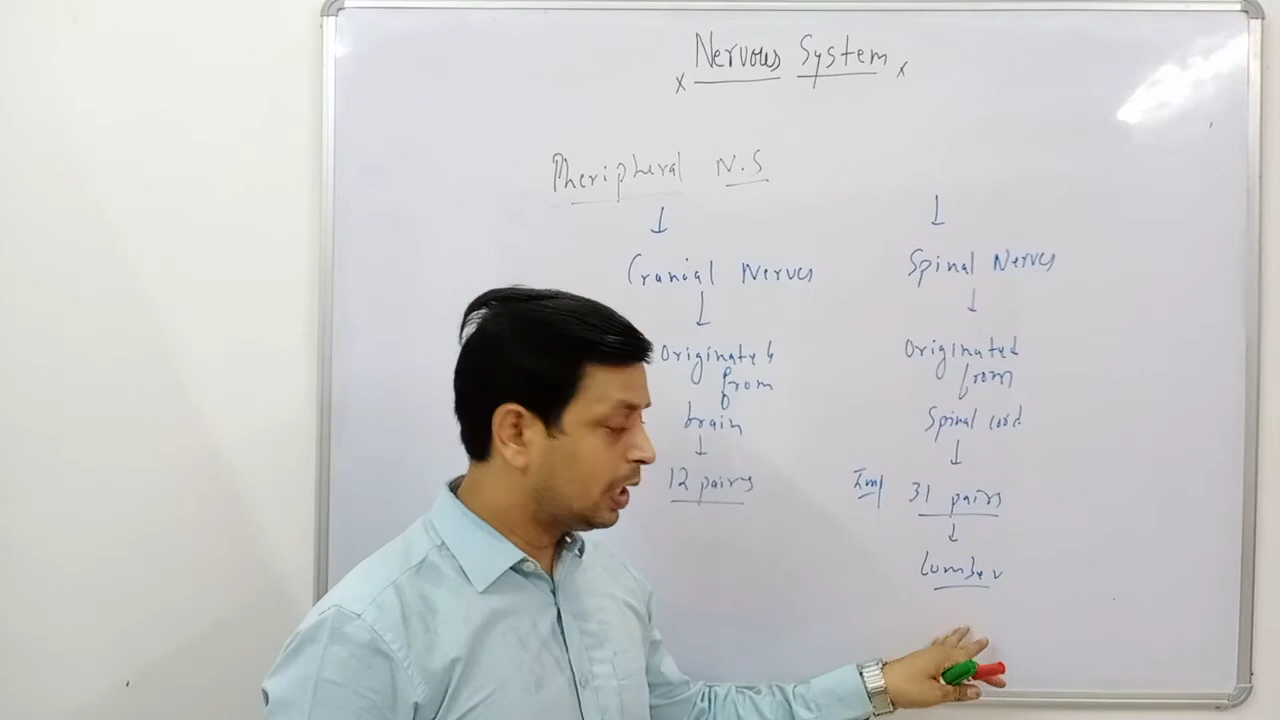 Nervous System
Pheripheral N.S
Cranial Nerves
Originated
from
brain
12 pairs
Spinal Nerves
Originated
from
Spinal cord
Imp 31 pairs
Lumber